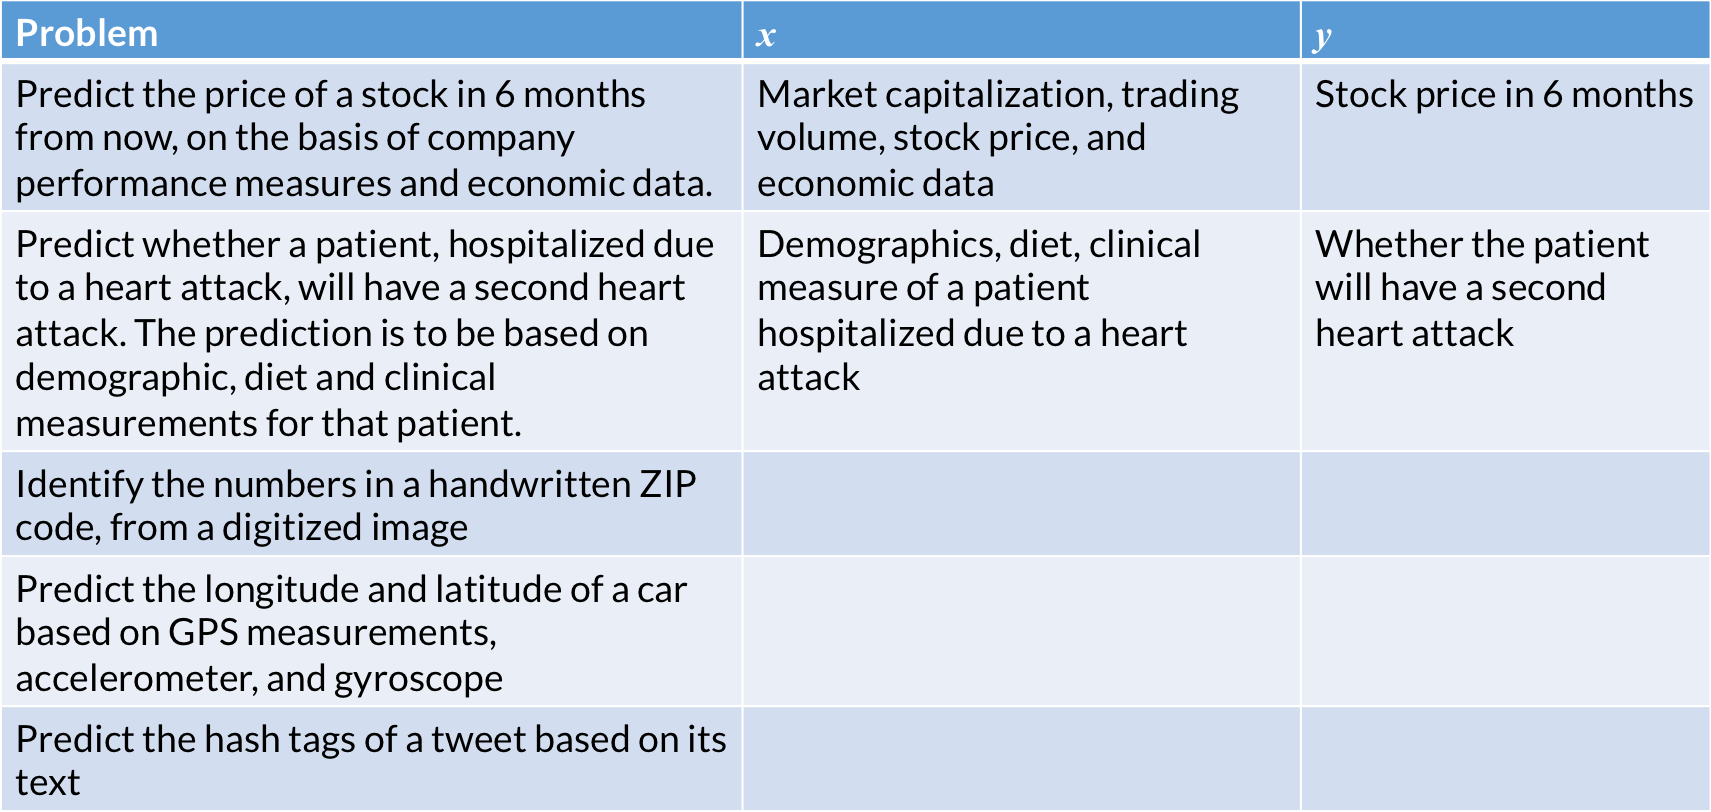 Problem
x
y
Predict the price of a stock in 6 months
from now, on the basis of company
performance measures and economic data.
Market capitalization, trading
volume, stock price, and
economic data
Stock price in 6 months
Predict whether a patient, hospitalized due
to a heart attack, will have a second heart
attack. The prediction is to be based on
demographic, diet and clinical
measurements for that patient.
Demographics, diet, clinical
measure of a patient
hospitalized due to a heart
attack
Whether the patient
will have a second
heart attack
Identify the numbers in a handwritten ZIP
code, from a digitized image
Predict the longitude and latitude of a car
based on GPS measurements,
accelerometer, and gyroscope
Predict the hash tags of a tweet based on its
text